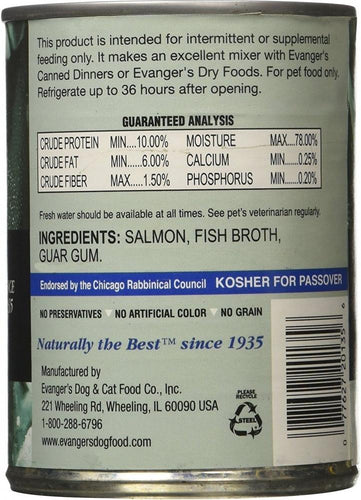 This product is intended for intermittent or supplemental
feeding only. It makes an excellent mixer with Evanger's
Canned Dinners or Evanger's Dry Foods. For pet food only.
Refrigerate up to 36 hours after opening.
GUARANTEED ANALYSIS
CRUDE PROTEIN MIN....10.00% MOISTURE MAX....78.00%
CRUDE FAT MIN......6.00% CALCIUM MIN......0.25%
CRUDE FIBER MAX.....1.50% PHOSPHORUS MIN......0.20%
Fresh water should be available at all times. See pet's veterinarian regularly.
INGREDIENTS: SALMON, FISH BROTH,
GUAR GUM.
Endorsed by the Chicago Rabbinical Council KOSHER FOR PASSOVER
NO PRESERVATIVES ▾ NO ARTIFICIAL COLOR ▾ NO GRAIN
Naturally the Best™ since 1935
Manufactured by
Evanger's Dog & Cat Food Co., Inc.
221 Wheeling Rd, Wheeling, IL 60090 USA
1-800-288-6796
www.evangersdogfood.com
PLEASE
RECYCLE
STEEL
0 77627 20135 6